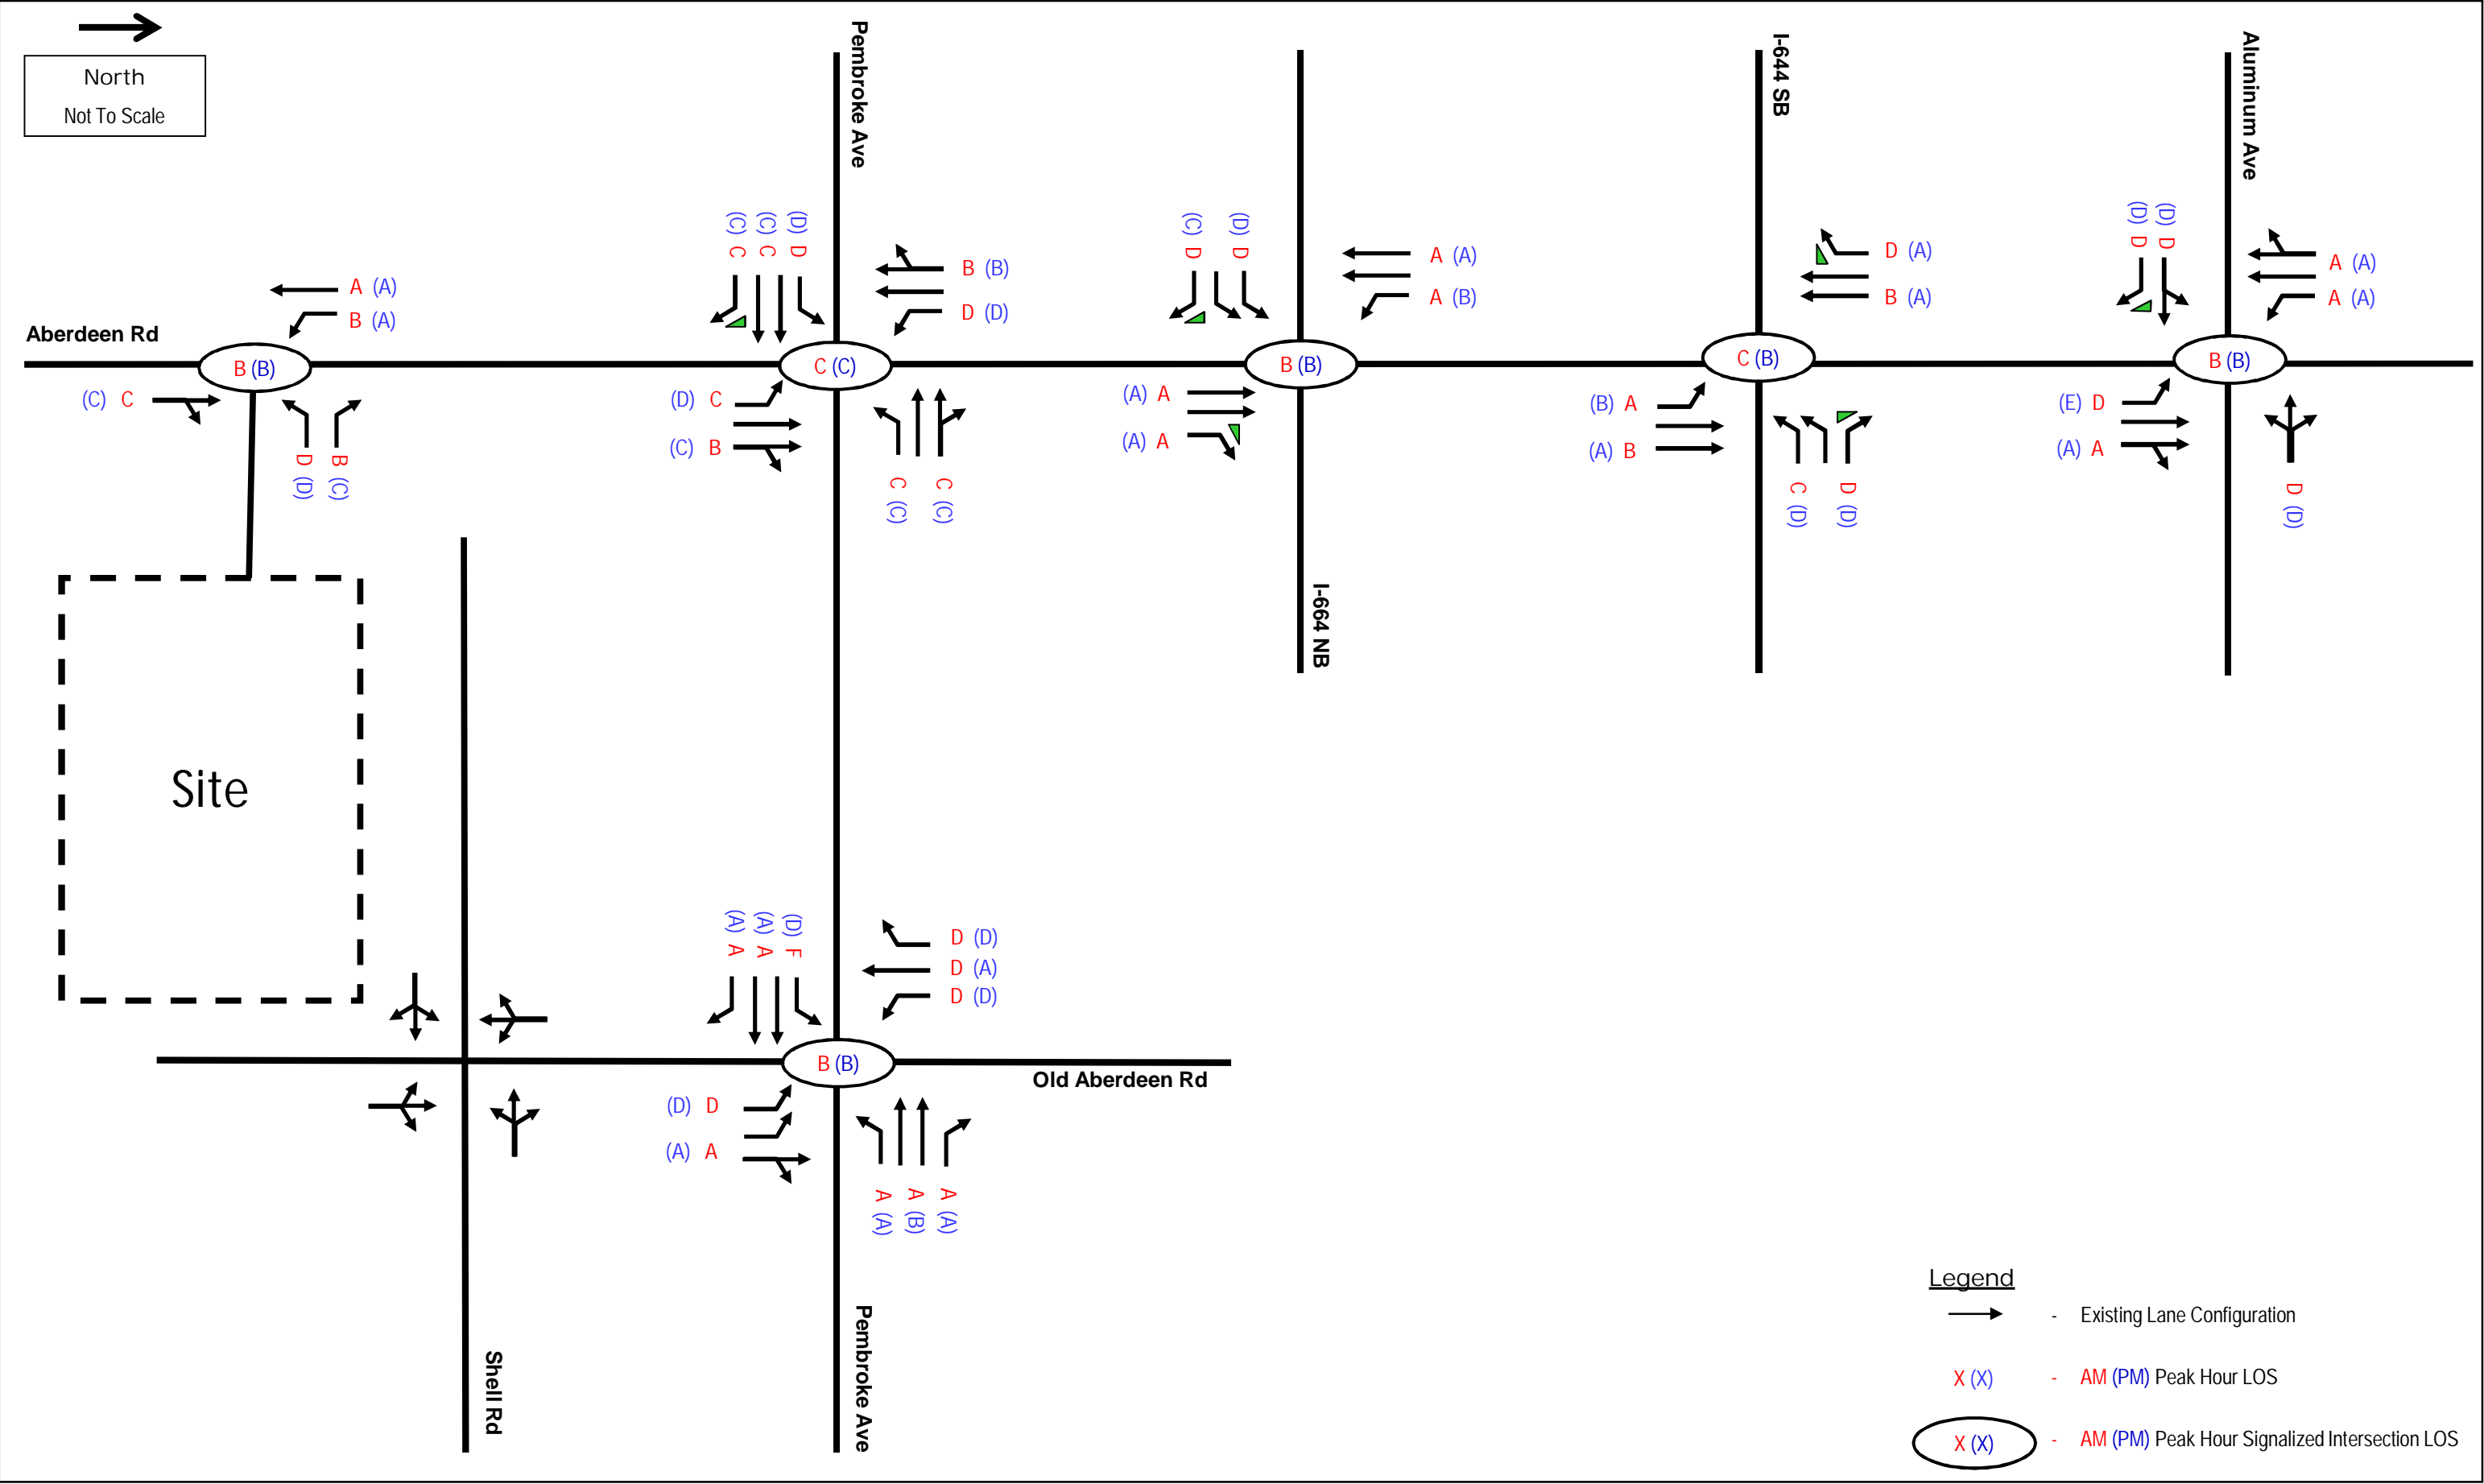 North
Not To Scale
Pembroke Ave
I-644 SB
Aluminum Ave
(C) C
(C) C
(D) D
B (B)
D (D)
(C) D
(D) D
A (A)
A (B)
D (A)
B (A)
(D) D
(D) D
A (A)
A (A)
A (A)
B (A)
Aberdeen Rd
B (B)
C (C)
B (B)
C (B)
B (B)
(C) C
D (D)
B (C)
(D) C
(C) B
C (C)
C (C)
(A) A
(A) A
(B) A
(A) B
C (D)
D (D)
(E) D
(A) A
D (D)
I-664 NB
Site
(A) A
(A) A
(D) F
D (D)
D (A)
D (D)
B (B)
Old Aberdeen Rd
(D) D
(A) A
A (A)
A (B)
A (A)
Shell Rd
Pembroke Ave
Legend
- Existing Lane Configuration
X (X) - AM (PM) Peak Hour LOS
X (X) - AM (PM) Peak Hour Signalized Intersection LOS